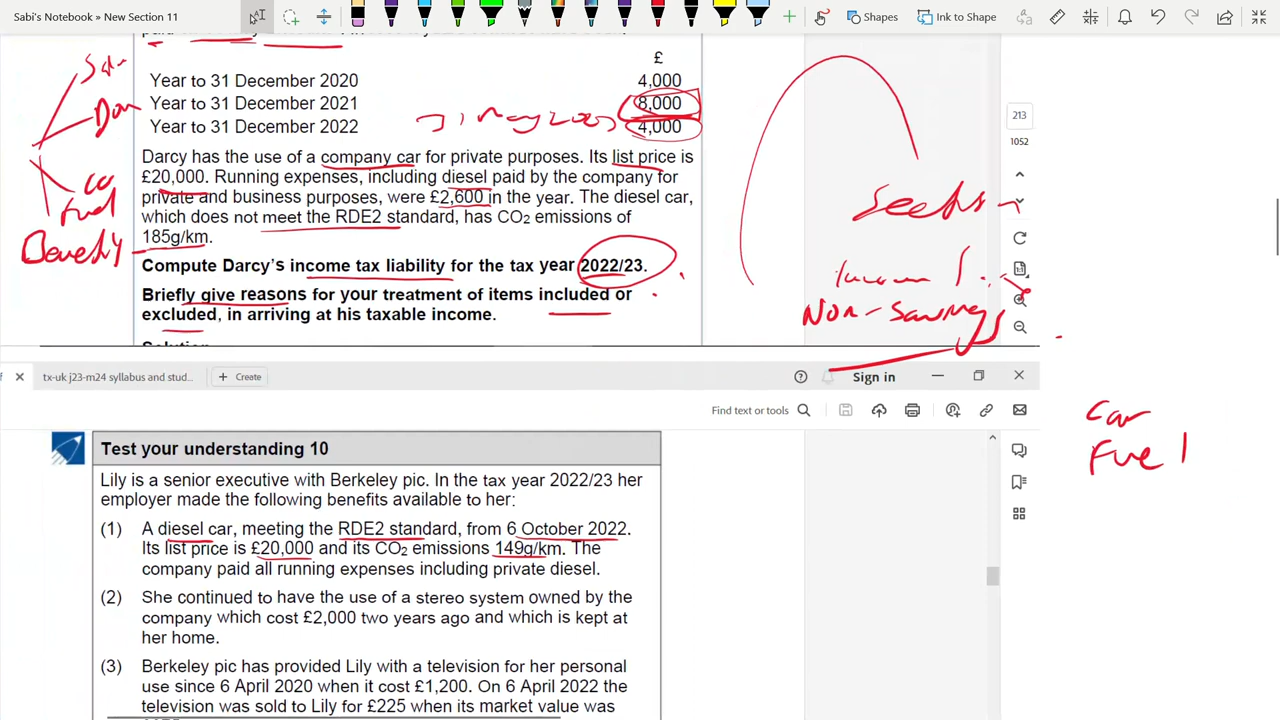 Sabi's Notebook » New Section 11
Shapes
Ink to Shape
£
Year to 31 December 2020 4,000
Year to 31 December 2021 8,000
Year to 31 December 2022 4,000
213
1052
Darcy has the use of a company car for private purposes. Its list price is
£20,000. Running expenses, including diesel paid by the company for
private and business purposes, were £2,600 in the year. The diesel car,
which does not meet the RDE2 standard, has CO2 emissions of
185g/km.
Compute Darcy's income tax liability for the tax year 2022/23.
Briefly give reasons for your treatment of items included or
excluded, in arriving at his taxable income.
Solution
Fuel
Non-Savings
Car
Fuel
tx-uk j23-m24 syllabus and stud...
Create
Sign in
Find text or tools
Test your understanding 10
Lily is a senior executive with Berkeley pic. In the tax year 2022/23 her
employer made the following benefits available to her:
(1) A diesel car, meeting the RDE2 standard, from 6 October 2022.
Its list price is £20,000 and its CO2 emissions 149g/km. The
company paid all running expenses including private diesel.
(2) She continued to have the use of a stereo system owned by the
company which cost £2,000 two years ago and which is kept at
her home.
(3) Berkeley pic has provided Lily with a television for her personal
use since 6 April 2020 when it cost £1,200. On 6 April 2022 the
television was sold to Lily for £225 when its market value was